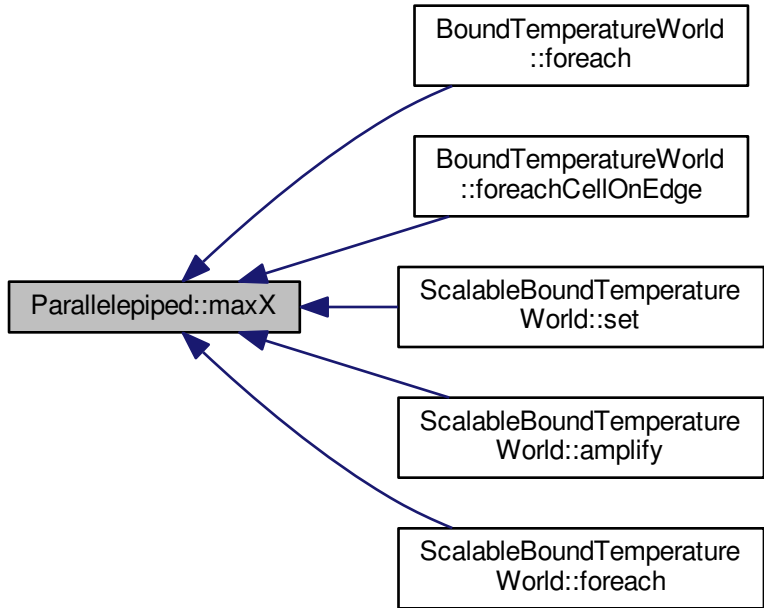 BoundTemperatureWorld
::foreach
BoundTemperatureWorld
::foreachCellOnEdge
Parallelepiped::maxX
ScalableBoundTemperature
World::set
ScalableBoundTemperature
World::amplify
ScalableBoundTemperature
World::foreach